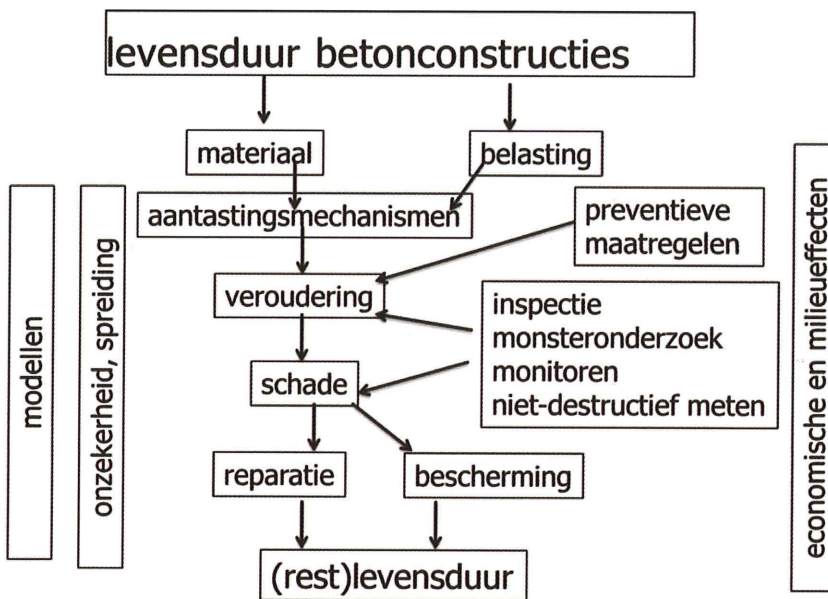 levensduur betonconstructies
materiaal
belasting
aantastingsmechanismen
preventieve
maatregelen
veroudering
inspectie
monsteronderzoek
monitoren
niet-destructief meten
schade
reparatie
bescherming
(rest)levensduur
modellen
onzekerheid, spreiding
economische en milieueffecten